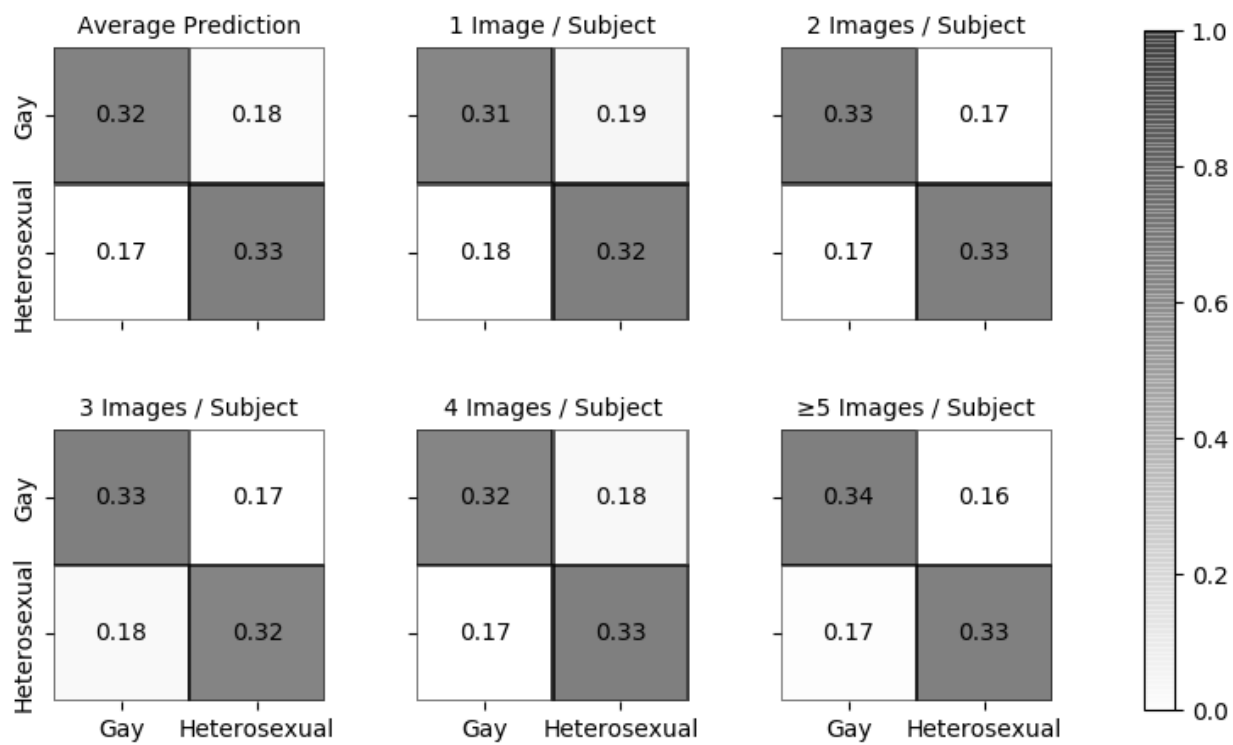 Average Prediction
1 Image / Subject
2 Images / Subject
1.0
Gay
0.32
0.18
0.31
0.19
0.33
0.17
0.8
Heterosexual
0.17
0.33
0.18
0.32
0.17
0.33
0.6
3 Images / Subject
4 Images / Subject
≥5 Images / Subject
0.4
Gay
0.33
0.17
0.32
0.18
0.34
0.16
0.2
Heterosexual
0.18
0.32
0.17
0.33
0.17
0.33
0.0
Gay
Heterosexual
Gay
Heterosexual
Gay
Heterosexual